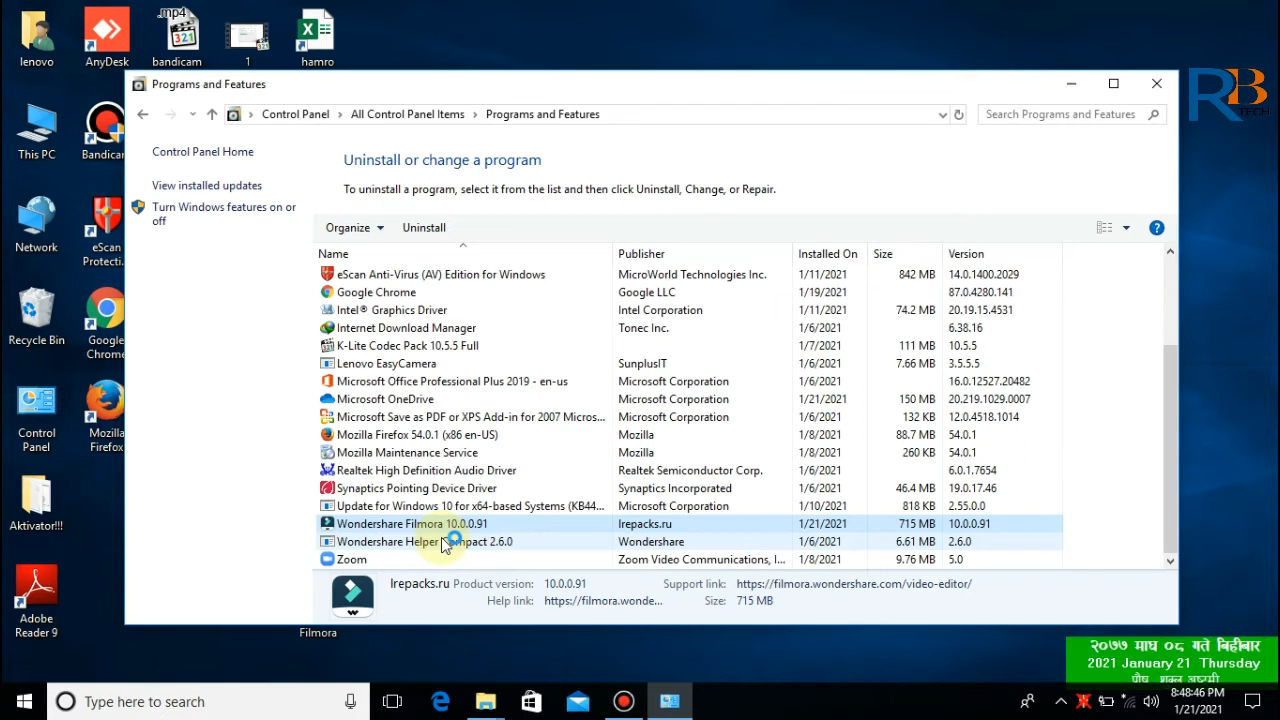 .mp4
lenovo
AnyDesk
bandicam
1
hamro
This PC
Bandicam
Network
eScan
Protecti...
Recycle Bin
Google
Chrome
Control
Panel
Mozilla
Firefox
Aktivator!!!
Adobe
Reader 9
Filmora
RB
TECH
Programs and Features
Control Panel > All Control Panel Items > Programs and Features
Search Programs and Features
Control Panel Home
View installed updates
Turn Windows features on or
off
Uninstall or change a program
To uninstall a program, select it from the list and then click Uninstall, Change, or Repair.
Organize Uninstall
Name Publisher Installed On Size Version
eScan Anti-Virus (AV) Edition for Windows MicroWorld Technologies Inc. 1/11/2021 842 MB 14.0.1400.2029
Google Chrome Google LLC 1/19/2021 87.0.4280.141
Intel® Graphics Driver Intel Corporation 1/11/2021 74.2 MB 20.19.15.4531
Internet Download Manager Tonec Inc. 1/6/2021 6.38.16
K-Lite Codec Pack 10.5.5 Full 1/7/2021 111 MB 10.5.5
Lenovo EasyCamera SunplusIT 1/6/2021 7.66 MB 3.5.5.5
Microsoft Office Professional Plus 2019 - en-us Microsoft Corporation 1/6/2021 16.0.12527.20482
Microsoft OneDrive Microsoft Corporation 1/21/2021 150 MB 20.219.1029.0007
Microsoft Save as PDF or XPS Add-in for 2007 Micros... Microsoft Corporation 1/6/2021 132 KB 12.0.4518.1014
Mozilla Firefox 54.0.1 (x86 en-US) Mozilla 1/8/2021 88.7 MB 54.0.1
Mozilla Maintenance Service Mozilla 1/8/2021 260 KB 54.0.1
Realtek High Definition Audio Driver Realtek Semiconductor Corp. 1/6/2021 6.0.1.7654
Synaptics Pointing Device Driver Synaptics Incorporated 1/6/2021 46.4 MB 19.0.17.46
Update for Windows 10 for x64-based Systems (KB44... Microsoft Corporation 1/6/2021 818 KB 2.55.0.0
Wondershare Filmora 10.0.0.91 lrepacks.ru 1/21/2021 715 MB 10.0.0.91
Wondershare Helper Compact 2.6.0 Wondershare 1/6/2021 6.61 MB 2.6.0
Zoom Zoom Video Communications, I... 1/8/2021 9.76 MB 5.0
lrepacks.ru Product version: 10.0.0.91 Support link: https://filmora.wondershare.com/video-editor/
Help link: https://filmora.wonde... Size: 715 MB
२०७७ माघ ०८ गते बिहीबार
2021 January 21 Thursday
पौष, शुक्ल अष्टमी
Type here to search
8:48:46 PM
1/21/2021